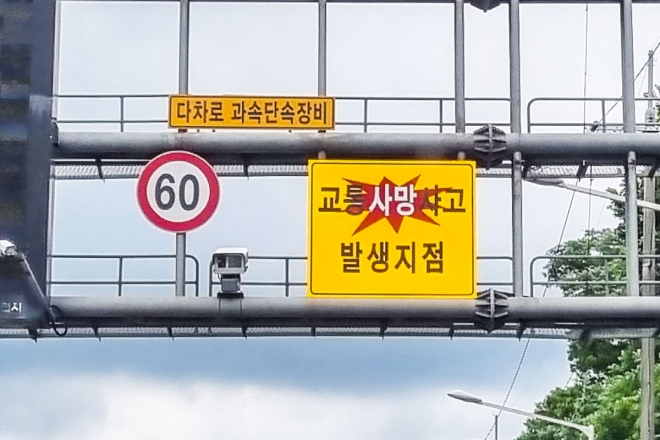 다차로 과속단속장비
60
교통사망사고
발생지점